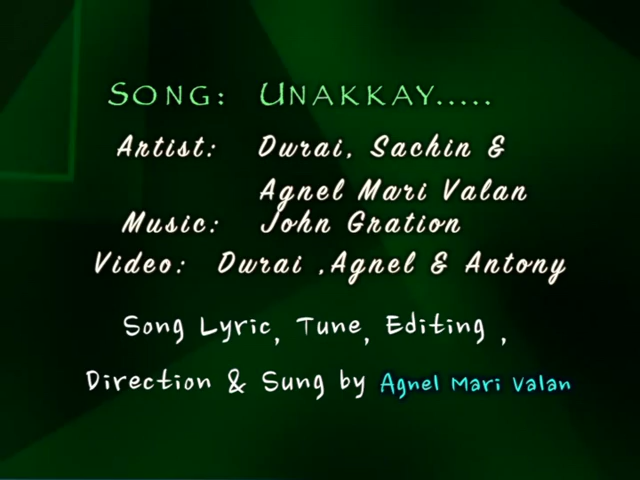 SONG: UNAKKAY.....
Artist: Durai, Sachin &
Agnel Mari Valan
Music: John Gration
Video: Durai ,Agnel & Antony
Song Lyric, Tune, Editing ,
Direction & Sung by Agnel Mari Valan